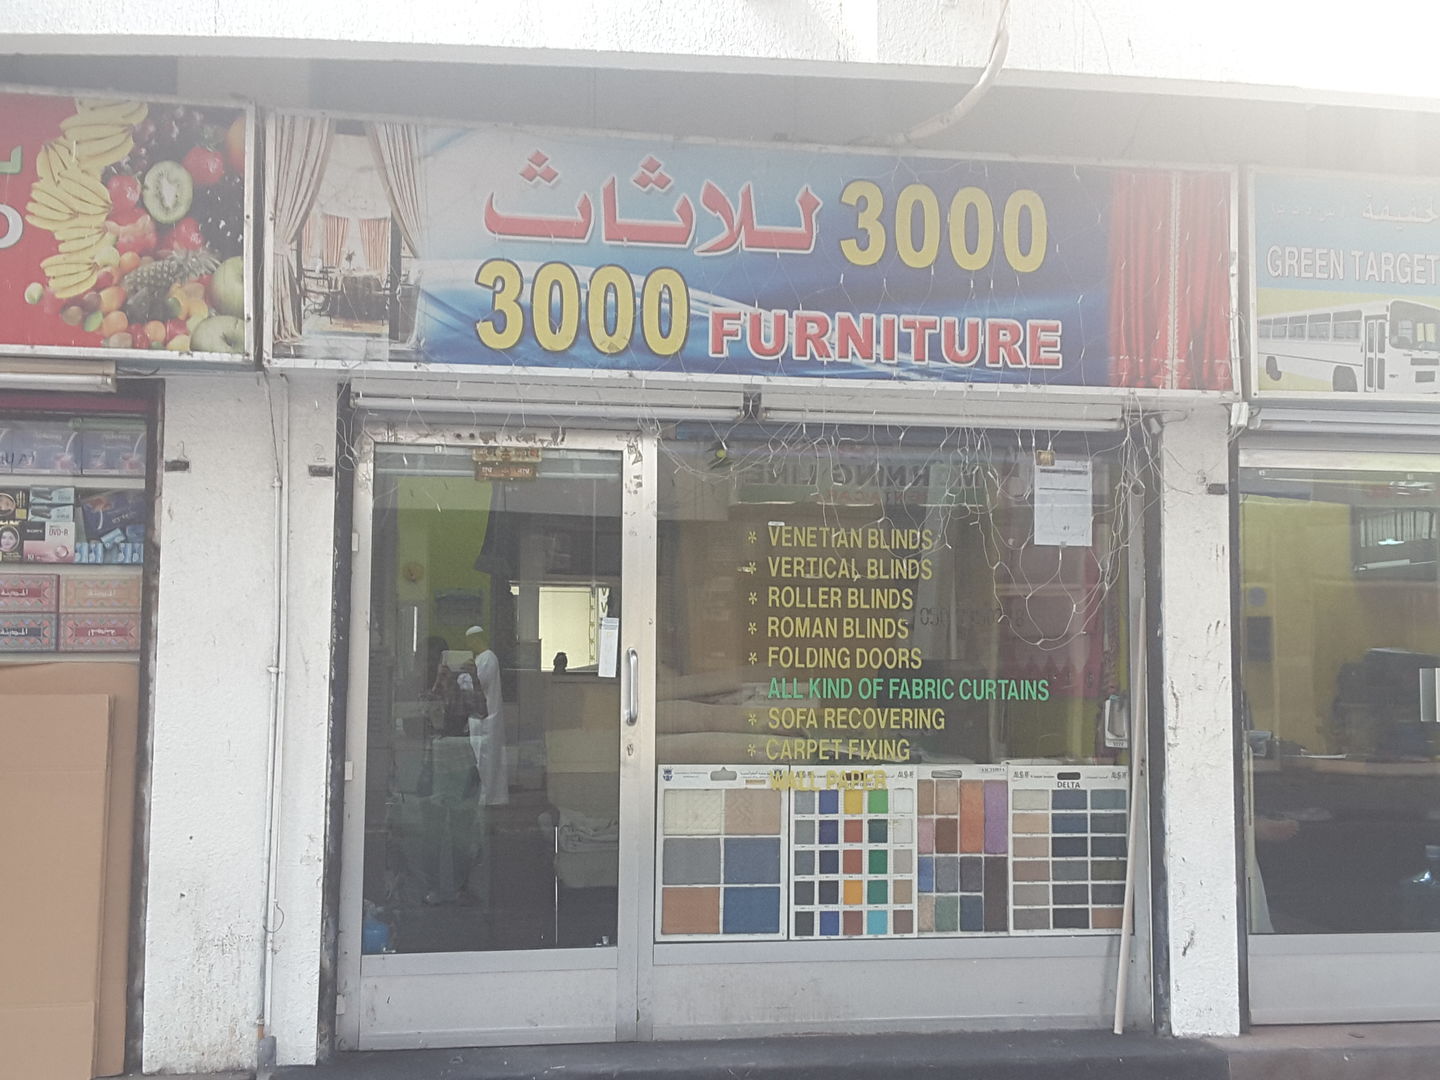 3000 للاثاث
3000 FURNITURE
GREEN TARGET
* VENETIAN BLINDS
* VERTICAL BLINDS
* ROLLER BLINDS
* ROMAN BLINDS
* FOLDING DOORS
ALL KIND OF FABRIC CURTAINS
* SOFA RECOVERING
* CARPET FIXING
WALL PAPER
DELTA
DVD-R